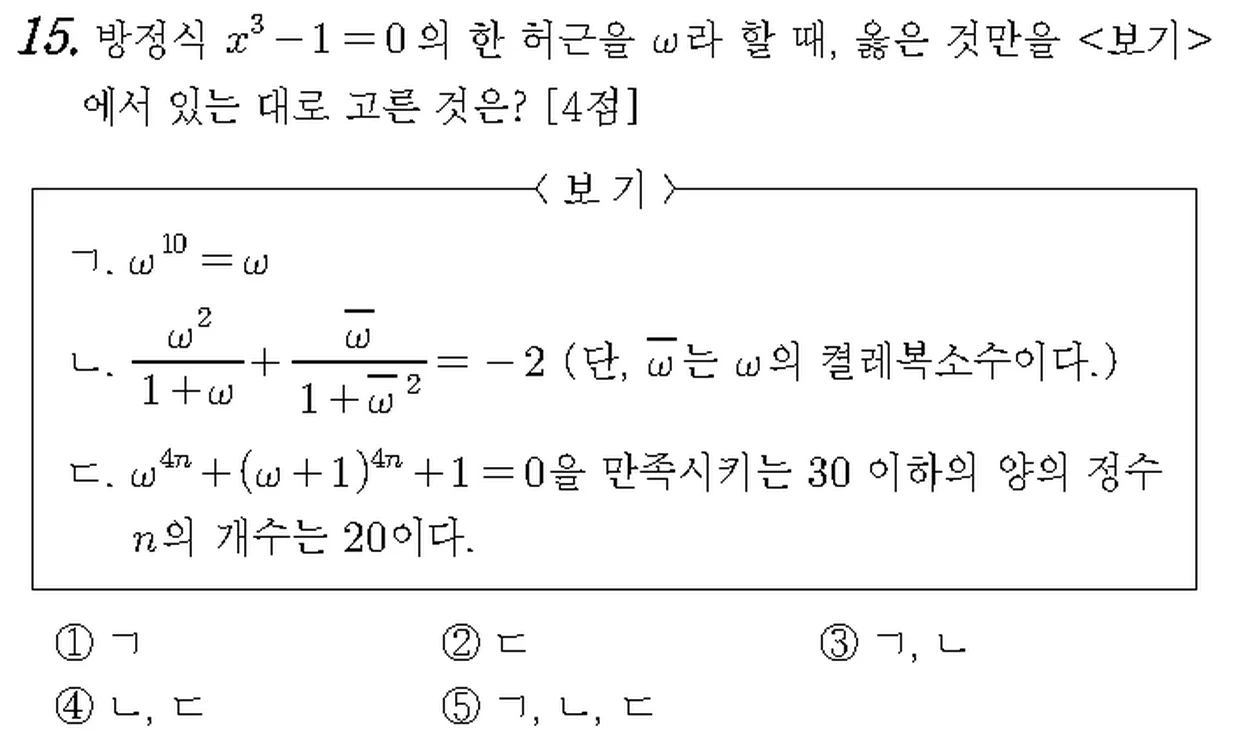 15. 방정식 x³ - 1 = 0의 한 허근을 ω라 할 때, 옳은 것만을 <보기>
에서 있는 대로 고른 것은? [4점]
< 보 기 >
ㄱ. ω¹⁰ = ω
ㄴ. ω²/(1+ω) + ω̅/(1+ω̅²) = -2 (단, ω̅는 ω의 켤레복소수이다.)
ㄷ. ω⁴ⁿ + (ω+1)⁴ⁿ + 1 = 0을 만족시키는 30 이하의 양의 정수
n의 개수는 20이다.
① ㄱ ② ㄷ ③ ㄱ, ㄴ
④ ㄴ, ㄷ ⑤ ㄱ, ㄴ, ㄷ